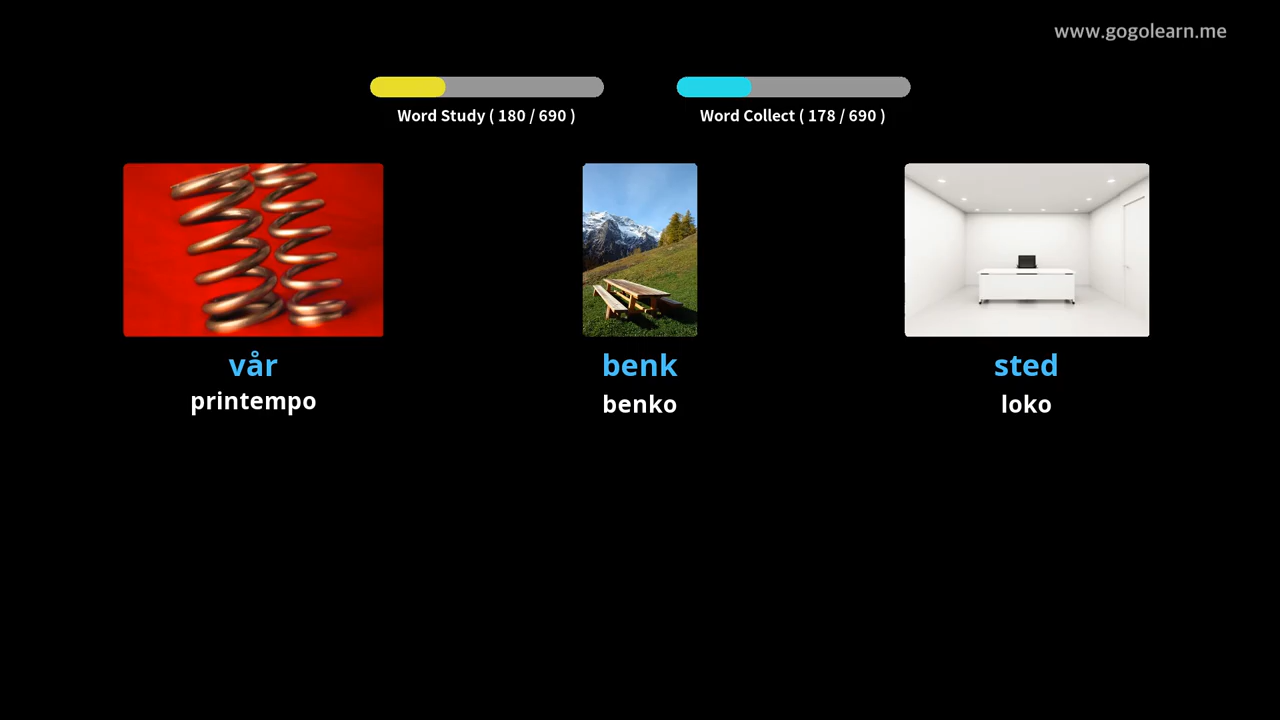 www.gogolearn.me
Word Study ( 180 / 690 )
Word Collect ( 178 / 690 )
vår
printempo
benk
benko
sted
loko